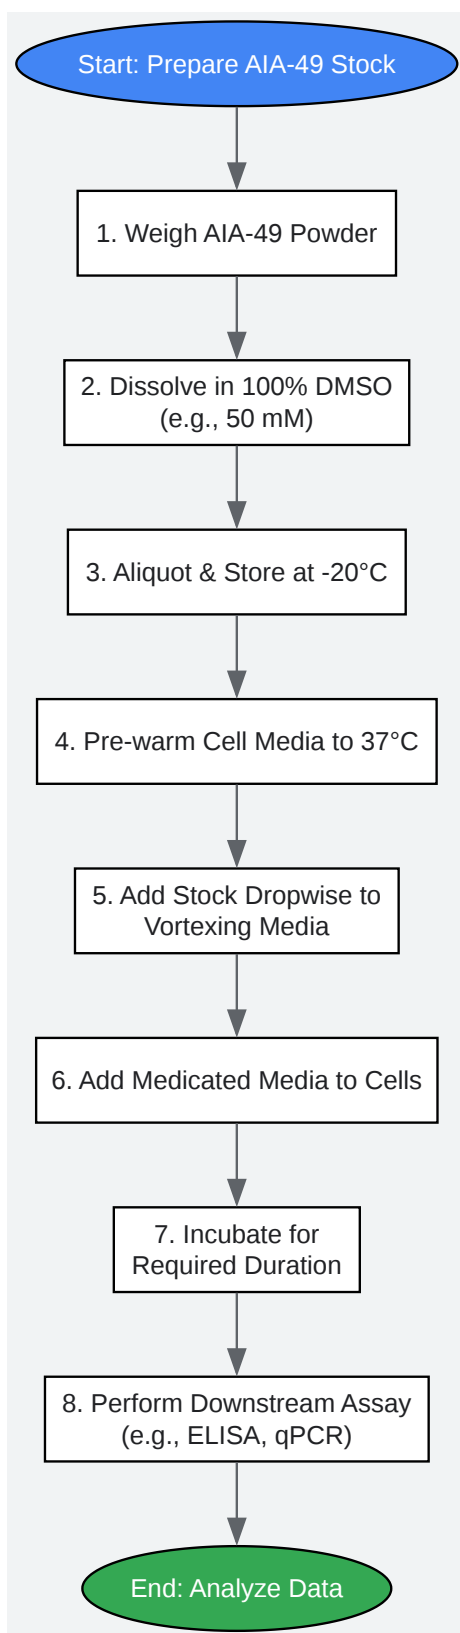 Start: Prepare AIA-49 Stock
1. Weigh AIA-49 Powder
2. Dissolve in 100% DMSO
(e.g., 50 mM)
3. Aliquot & Store at -20°C
4. Pre-warm Cell Media to 37°C
5. Add Stock Dropwise to
Vortexing Media
6. Add Medicated Media to Cells
7. Incubate for
Required Duration
8. Perform Downstream Assay
(e.g., ELISA, qPCR)
End: Analyze Data